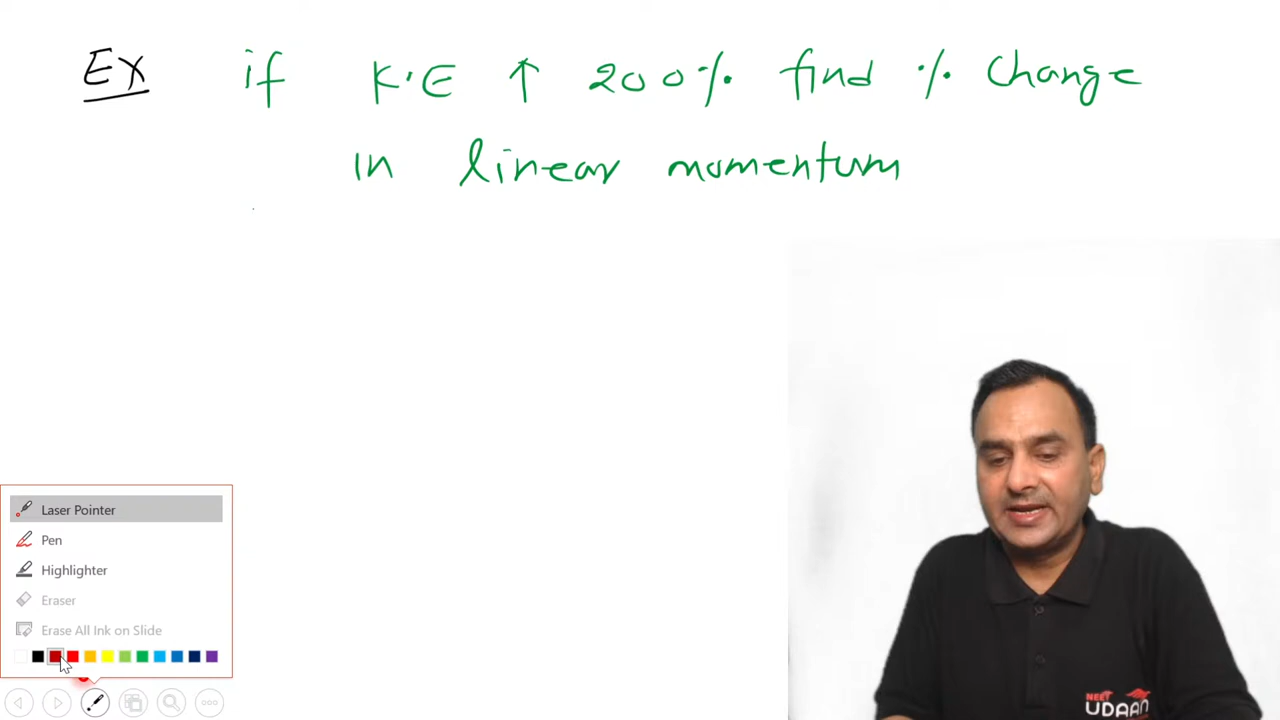 Ex if K.E ↑ 200% find % change
in linear momentum
Laser Pointer
Pen
Highlighter
Eraser
Erase All Ink on Slide
NEET
UDAAN